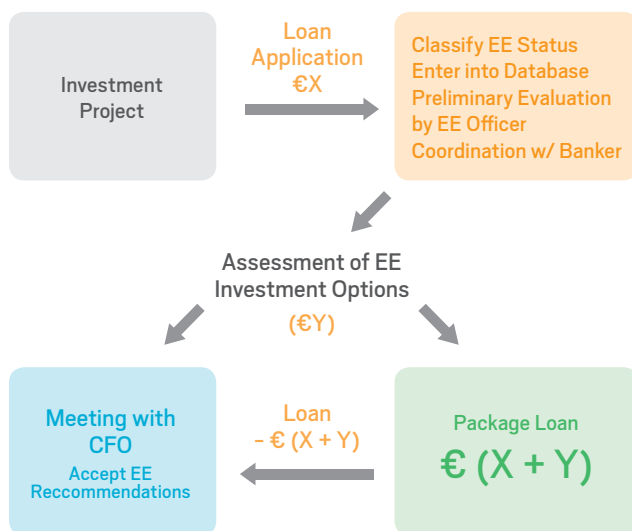 Investment
Project
Loan
Application
€X
Classify EE Status
Enter into Database
Preliminary Evaluation
by EE Officer
Coordination w/ Banker
Assessment of EE
Investment Options
(€Y)
Meeting with
CFO
Accept EE
Reccommendations
Loan
- € (X + Y)
Package Loan
€ (X + Y)